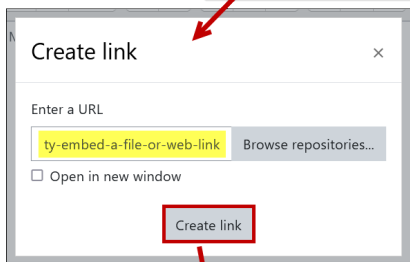 Create link ×
Enter a URL
ty-embed-a-file-or-web-link Browse repositories...
Open in new window
Create link